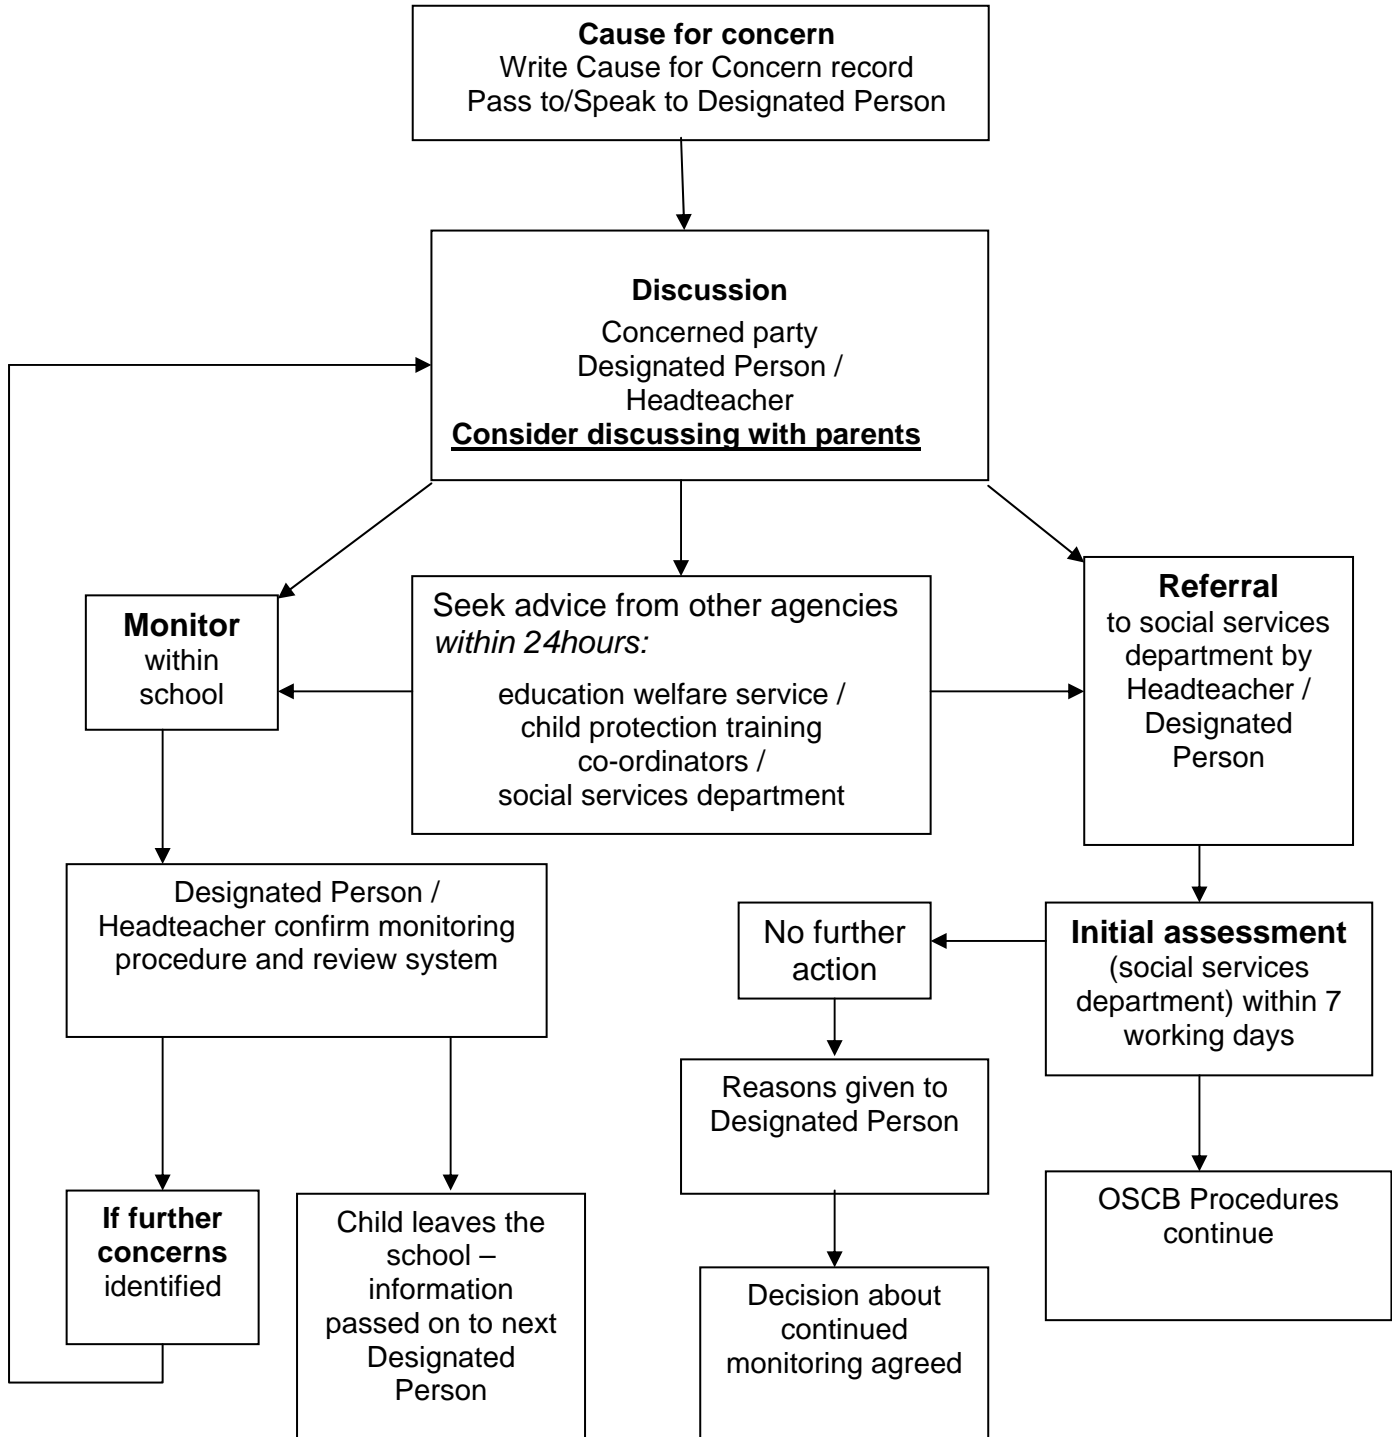 Cause for concern
Write Cause for Concern record
Pass to/Speak to Designated Person
Discussion
Concerned party
Designated Person /
Headteacher
Consider discussing with parents
Monitor
within
school
Seek advice from other agencies
within 24hours:
education welfare service /
child protection training
co-ordinators /
social services department
Referral
to social services
department by
Headteacher /
Designated
Person
Designated Person /
Headteacher confirm monitoring
procedure and review system
No further
action
Initial assessment
(social services
department) within 7
working days
Reasons given to
Designated Person
OSCB Procedures
continue
If further
concerns
identified
Child leaves the
school –
information
passed on to next
Designated
Person
Decision about
continued
monitoring agreed